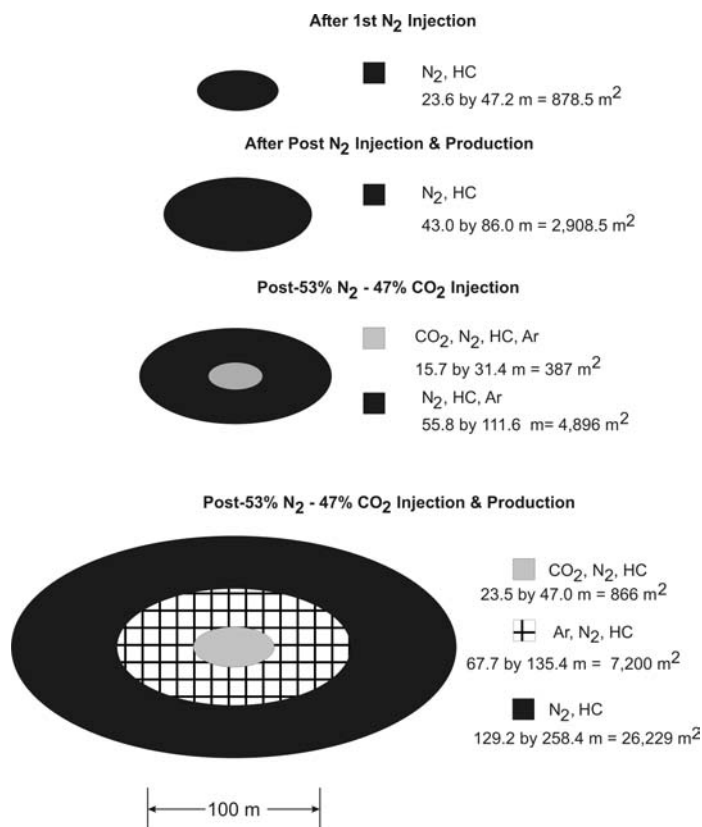 After 1st N₂ Injection
N₂, HC
23.6 by 47.2 m = 878.5 m²
After Post N₂ Injection & Production
N₂, HC
43.0 by 86.0 m = 2,908.5 m²
Post-53% N₂ - 47% CO₂ Injection
CO₂, N₂, HC, Ar
15.7 by 31.4 m = 387 m²
N₂, HC, Ar
55.8 by 111.6 m= 4,896 m²
Post-53% N₂ - 47% CO₂ Injection & Production
CO₂, N₂, HC
23.5 by 47.0 m = 866 m²
Ar, N₂, HC
67.7 by 135.4 m = 7,200 m²
N₂, HC
129.2 by 258.4 m = 26,229 m²
100 m